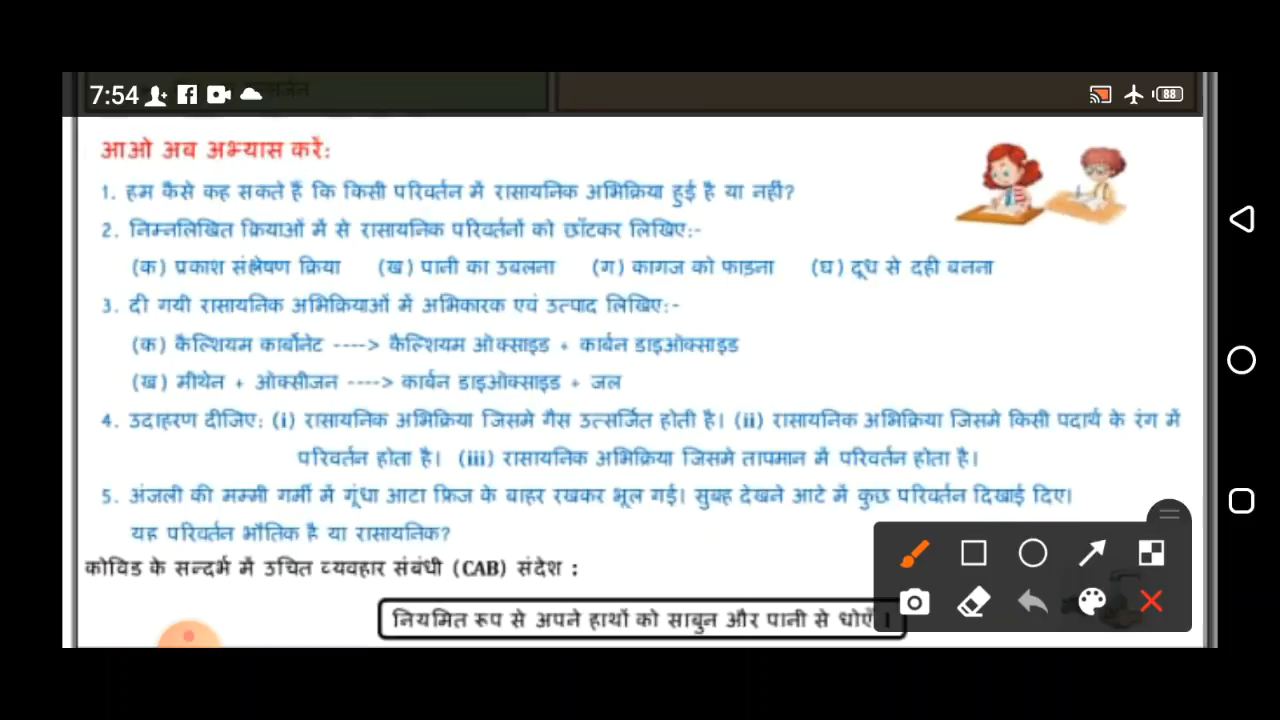 7:54
88
आओ अब अभ्यास करें:
1. हम कैसे कह सकते हैं कि किसी परिवर्तन में रासायनिक अभिक्रिया हुई है या नहीं?
2. निम्नलिखित क्रियाओं में से रासायनिक परिवर्तनों को छाँटकर लिखिए:-
(क) प्रकाश संश्लेषण क्रिया (ख) पानी का उबलना (ग) कागज को फाड़ना (घ) दूध से दही बनना
3. दी गयी रासायनिक अभिक्रियाओं में अभिकारक एवं उत्पाद लिखिए:-
(क) कैल्शियम कार्बोनेट ----> कैल्शियम ऑक्साइड + कार्बन डाइऑक्साइड
(ख) मीथेन + ऑक्सीजन ----> कार्बन डाइऑक्साइड + जल
4. उदाहरण दीजिए: (i) रासायनिक अभिक्रिया जिसमे गैस उत्सर्जित होती है। (ii) रासायनिक अभिक्रिया जिसमे किसी पदार्थ के रंग में
परिवर्तन होता है। (iii) रासायनिक अभिक्रिया जिसमे तापमान में परिवर्तन होता है।
5. अंजली की मम्मी गर्मी में गूंधा आटा फ्रिज के बाहर रखकर भूल गई। सुबह देखने आटे में कुछ परिवर्तन दिखाई दिए।
यह परिवर्तन भौतिक है या रासायनिक?
कोविड के सन्दर्भ में उचित व्यवहार संबंधी (CAB) संदेश :
नियमित रूप से अपने हाथों को साबुन और पानी से धोएँ ।